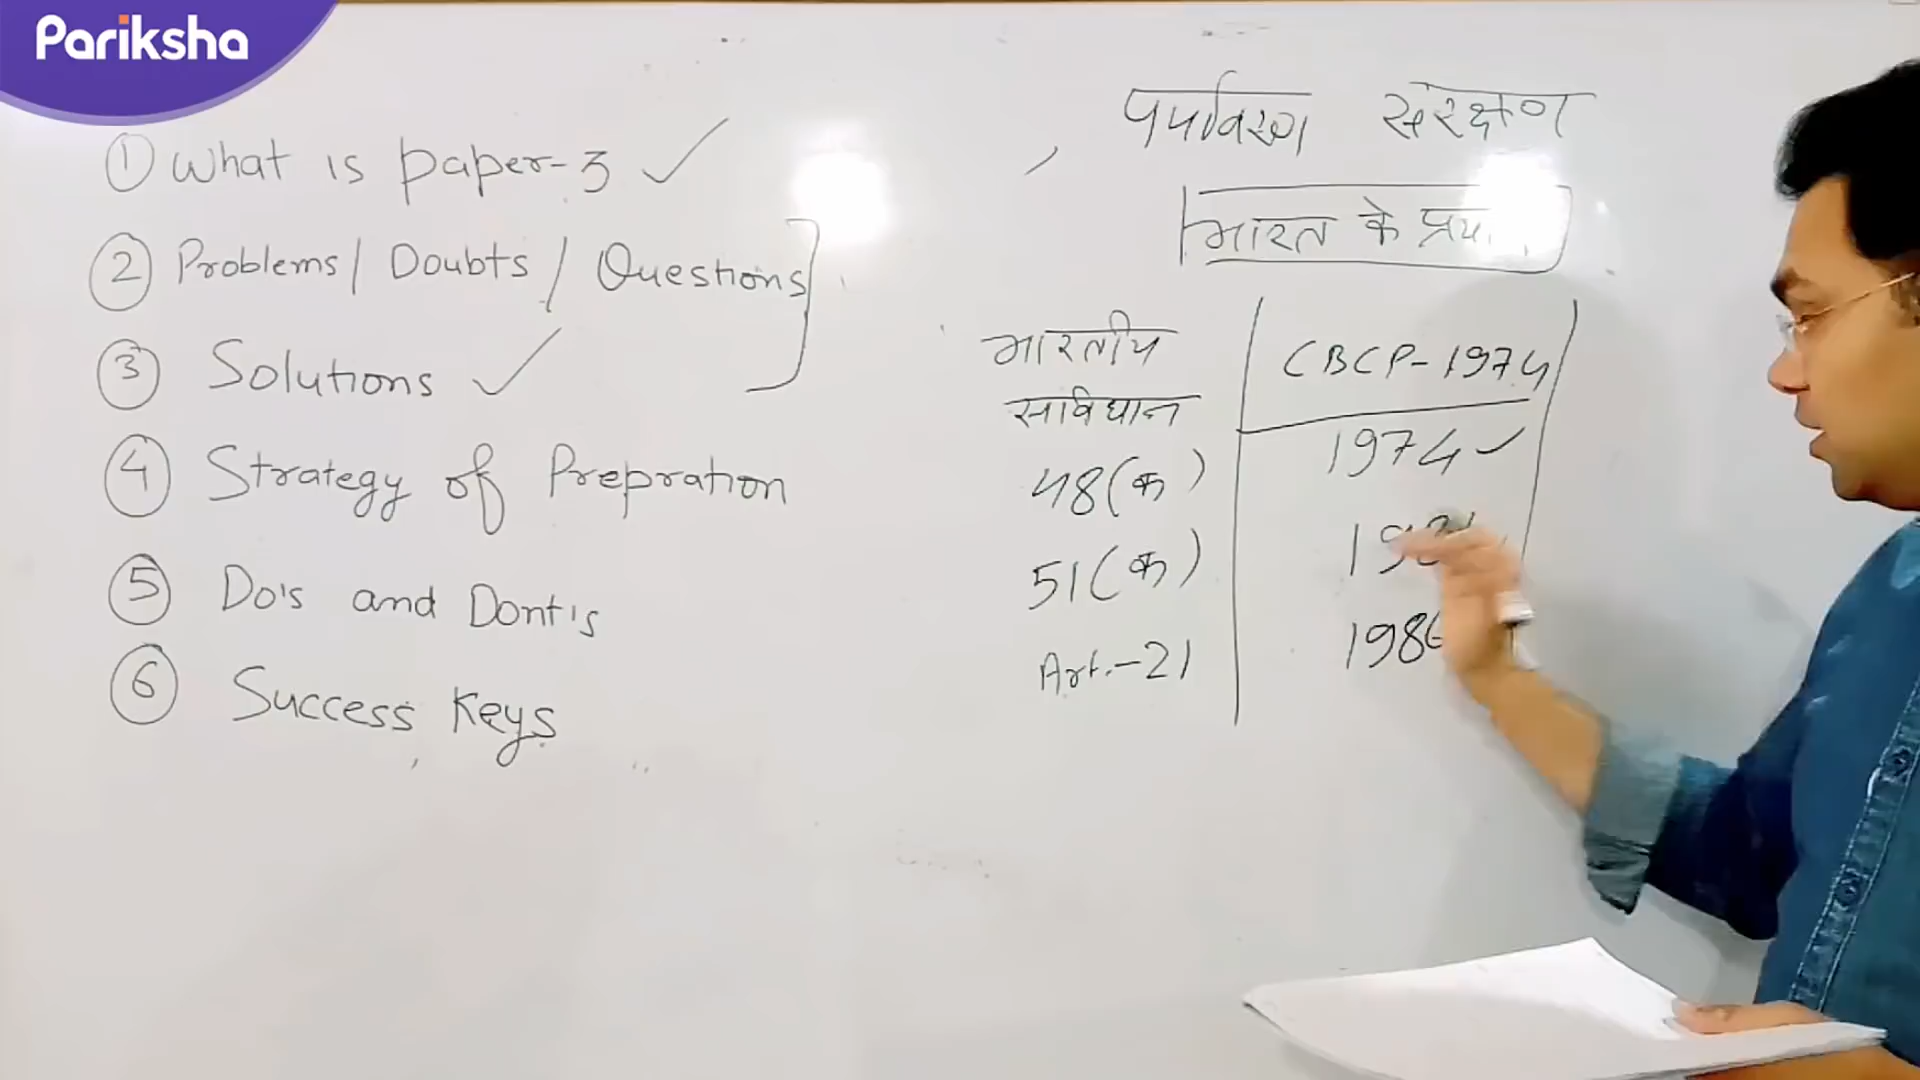 Pariksha
① What is paper-3 ✓
② Problems / Doubts / Questions
③ Solutions ✓
④ Strategy of Prepration
⑤ Do's and Dont's
⑥ Success Keys
पर्यावरण संरक्षण
भारत के
भारतीय
संविधान
48(क)
51(क)
Art.-21
CBCP-1974
1974 ✓